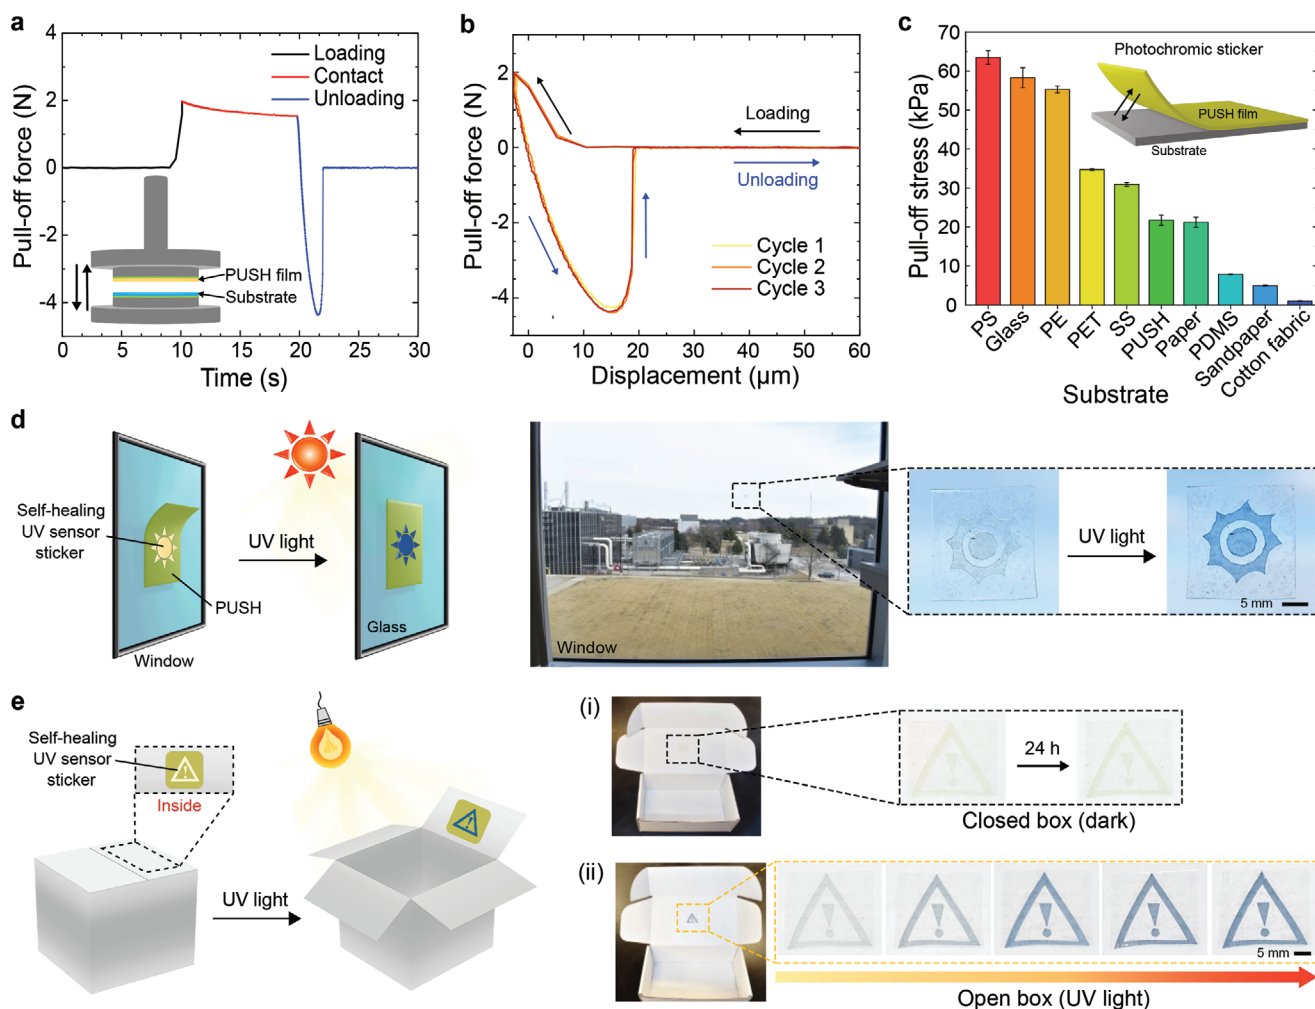 a
Pull-off force (N)
4
2
0
-2
-4
0
5
10
15
20
25
30
Time (s)
Loading
Contact
Unloading
PUSH film
Substrate
b
Pull-off force (N)
4
2
0
-2
-4
0
10
20
30
40
50
60
Displacement (µm)
Loading
Unloading
Cycle 1
Cycle 2
Cycle 3
c
Pull-off stress (kPa)
70
60
50
40
30
20
10
0
Photochromic sticker
PUSH film
Substrate
PS
Glass
PE
PET
SS
PUSH
Paper
PDMS
Sandpaper
Cotton fabric
Substrate
d
Self-healing
UV sensor
sticker
PUSH
Window
UV light
Glass
Window
UV light
5 mm
e
Self-healing
UV sensor
sticker
Inside
UV light
(i)
24 h
Closed box (dark)
(ii)
5 mm
Open box (UV light)